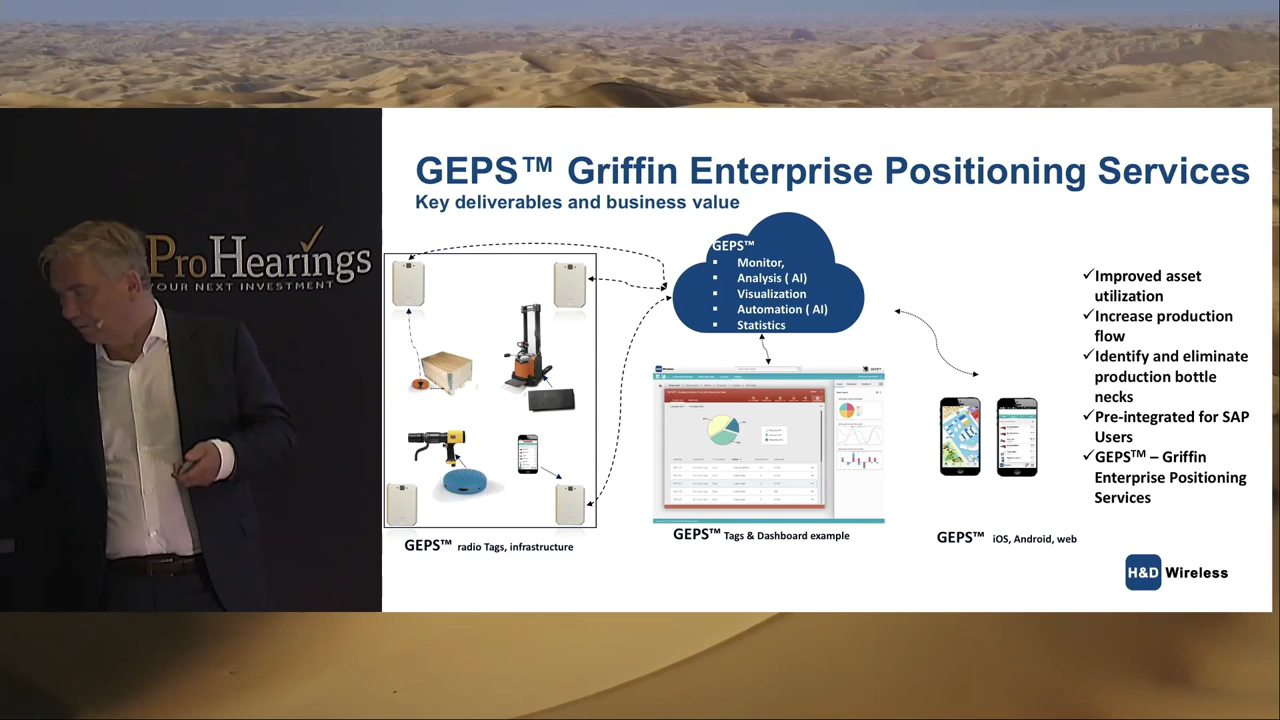 ProHearings
YOUR NEXT INVESTMENT
GEPS™ Griffin Enterprise Positioning Services
Key deliverables and business value
GEPS™
▪ Monitor,
▪ Analysis ( AI)
▪ Visualization
▪ Automation ( AI)
▪ Statistics
GEPS™ radio Tags, infrastructure
GEPS™ Tags & Dashboard example
GEPS™ iOS, Android, web
✓Improved asset
utilization
✓Increase production
flow
✓Identify and eliminate
production bottle
necks
✓Pre-integrated for SAP
Users
✓GEPS™ – Griffin
Enterprise Positioning
Services
H&D Wireless